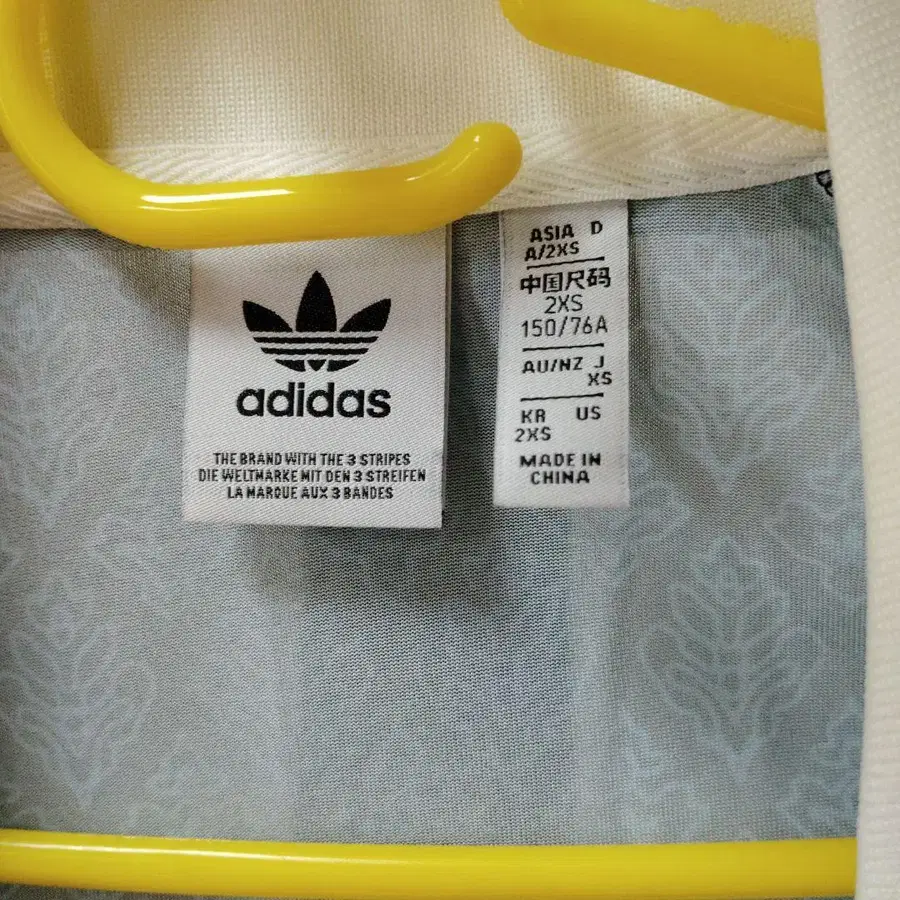 adidas
THE BRAND WITH THE 3 STRIPES
DIE WELTMARKE MIT DEN 3 STREIFEN
LA MARQUE AUX 3 BANDES
ASIA D
A/2XS
中国尺码
2XS
150/76A
AU/NZ J
XS
KR US
2XS
MADE IN
CHINA